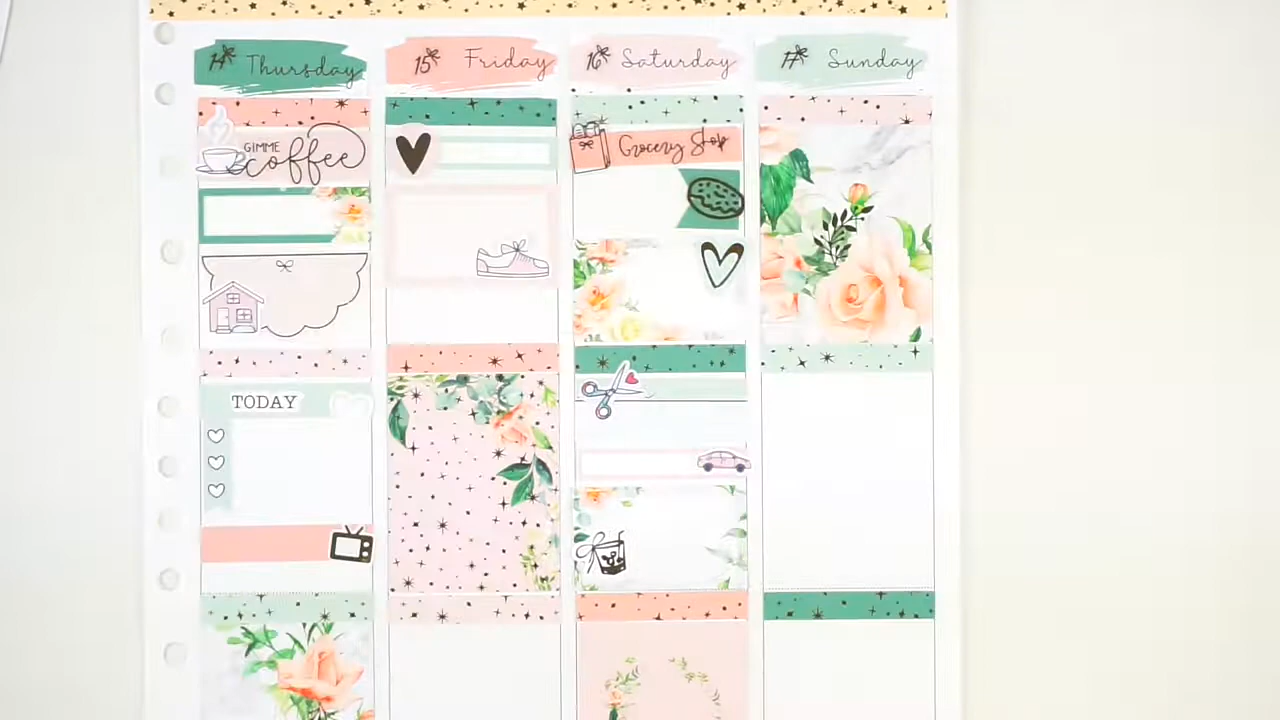 14 Thursday
15 Friday
16 Saturday
17 Sunday
GIMME
coffee
Grocery Shop
TODAY